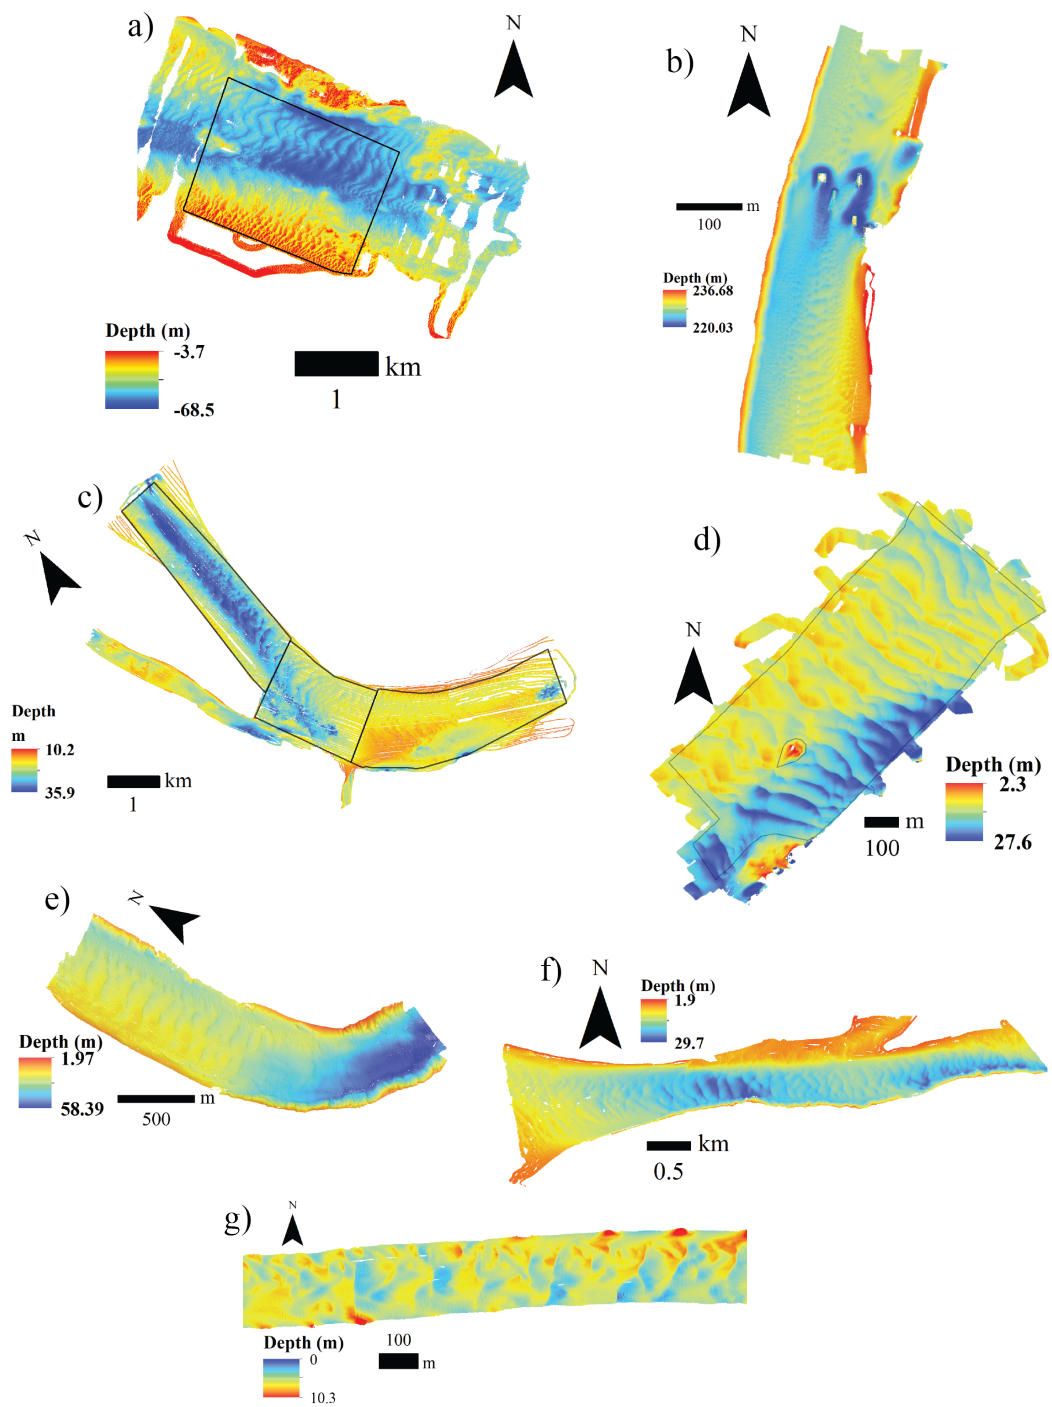 a)
N
Depth (m)
-3.7
-68.5
km
1
b)
N
m
100
Depth (m)
236.68
220.03
c)
N
Depth
m
10.2
35.9
km
1
d)
N
Depth (m)
2.3
27.6
m
100
e)
N
Depth (m)
1.97
58.39
m
500
f)
N
Depth (m)
1.9
29.7
km
0.5
g)
N
Depth (m)
0
10.3
100
m